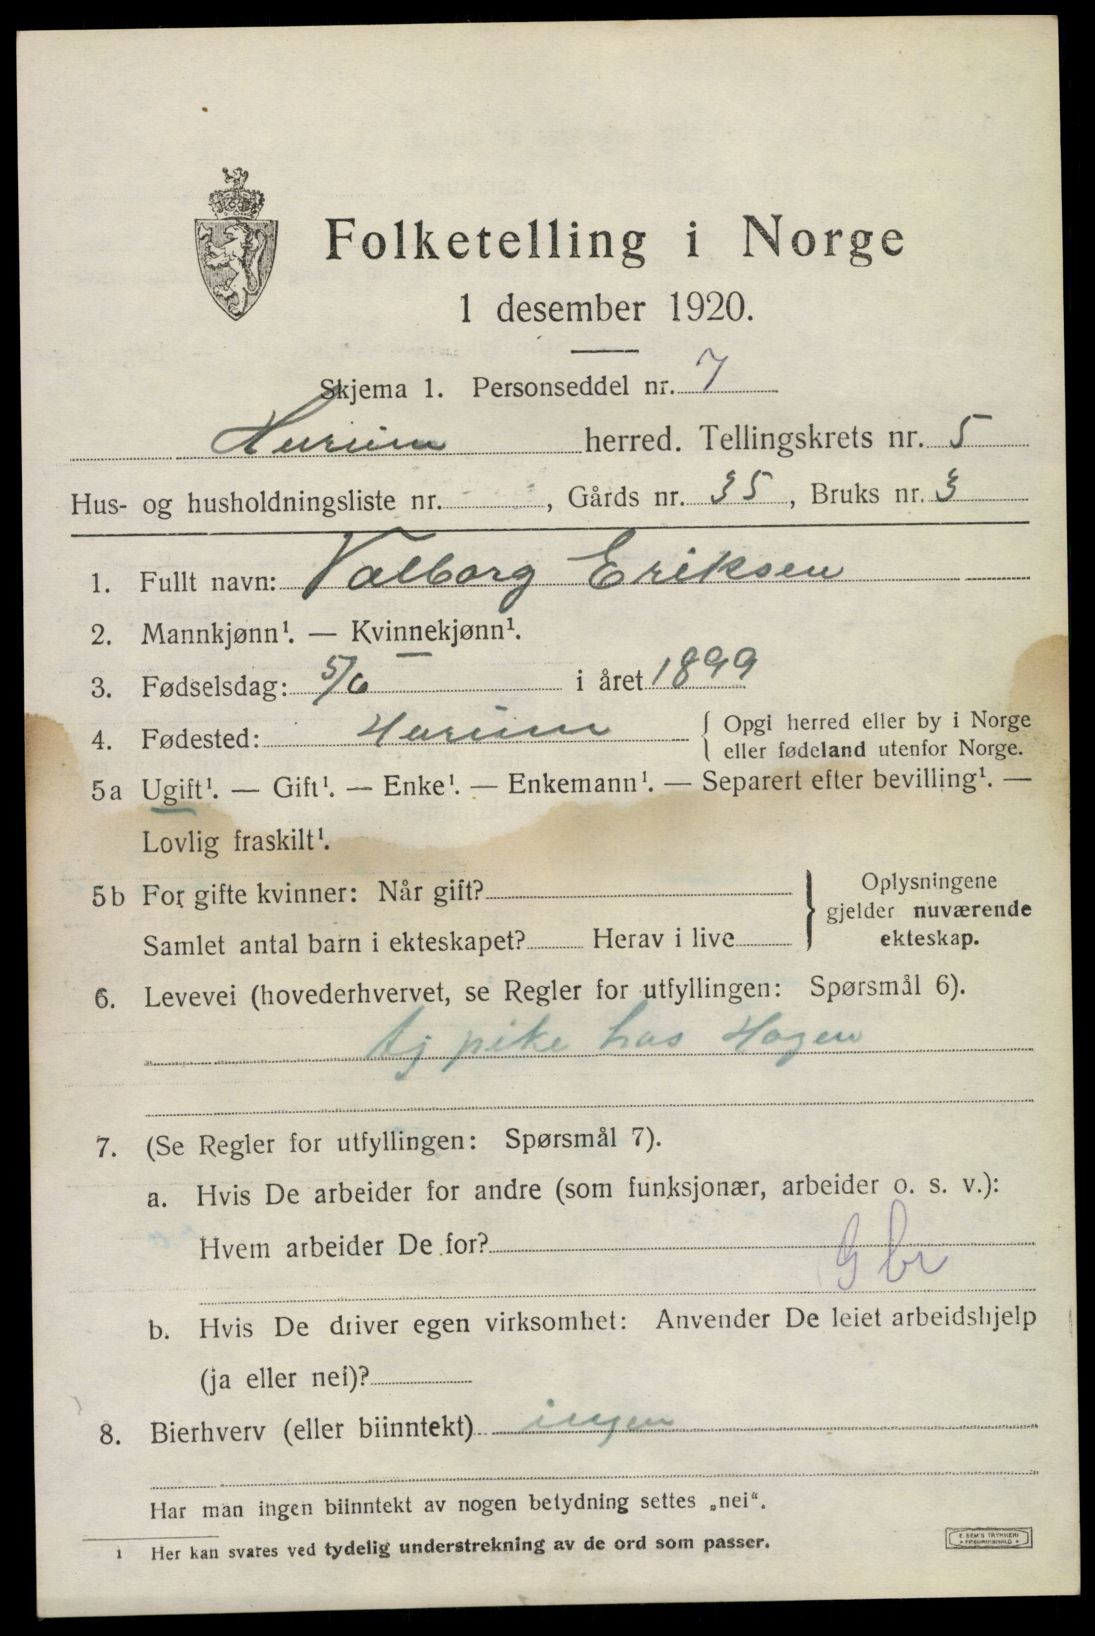 Folketelling i Norge
1 desember 1920.
Skjema 1. Personseddel nr. 7
Hurum herred. Tellingskrets nr. 5
Hus- og husholdningsliste nr. , Gårds nr. 35, Bruks nr. 3
1. Fullt navn: Valborg Eriksen
2. Mannkjønn¹. — Kvinnekjønn¹.
3. Fødselsdag: 5/6 i året 1899
4. Fødested: Hurum { Opgi herred eller by i Norge
eller fødeland utenfor Norge.
5a Ugift¹. — Gift¹. — Enke¹. — Enkemann¹. — Separert efter bevilling¹. —
Lovlig fraskilt¹.
5b For gifte kvinner: Når gift? } Oplysningene
gjelder nuværende
Samlet antal barn i ekteskapet? Herav i live ekteskap.
6. Levevei (hovederhvervet, se Regler for utfyllingen: Spørsmål 6).
tj pike hos Hagen
7. (Se Regler for utfyllingen: Spørsmål 7).
a. Hvis De arbeider for andre (som funksjonær, arbeider o. s. v.):
Hvem arbeider De for?
G br
b. Hvis De driver egen virksomhet: Anvender De leiet arbeidshjelp
(ja eller nei)?
8. Bierhverv (eller biinntekt) ingen
Har man ingen biinntekt av nogen betydning settes „nei“.
¹ Her kan svares ved tydelig understrekning av de ord som passer.
E. SEM'S TRYKKERI
FREDRIKSHALD